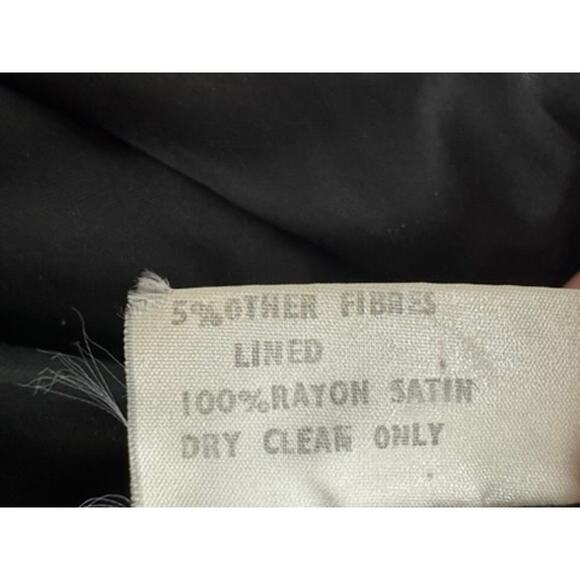 5% OTHER FIBRES
LINED
100% RAYON SATIN
DRY CLEAN ONLY